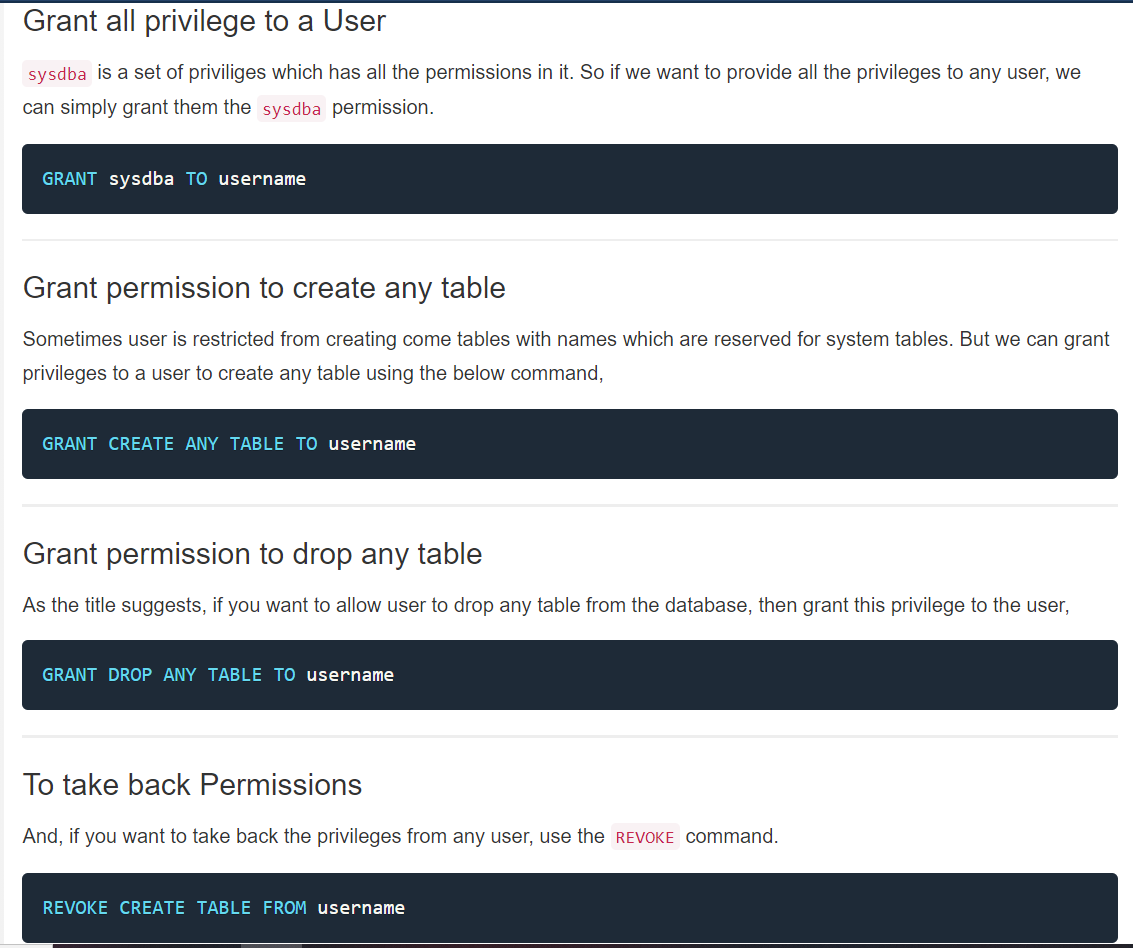 Grant all privilege to a User
sysdba is a set of priviliges which has all the permissions in it. So if we want to provide all the privileges to any user, we
can simply grant them the sysdba permission.
GRANT sysdba TO username
Grant permission to create any table
Sometimes user is restricted from creating come tables with names which are reserved for system tables. But we can grant
privileges to a user to create any table using the below command,
GRANT CREATE ANY TABLE TO username
Grant permission to drop any table
As the title suggests, if you want to allow user to drop any table from the database, then grant this privilege to the user,
GRANT DROP ANY TABLE TO username
To take back Permissions
And, if you want to take back the privileges from any user, use the REVOKE command.
REVOKE CREATE TABLE FROM username